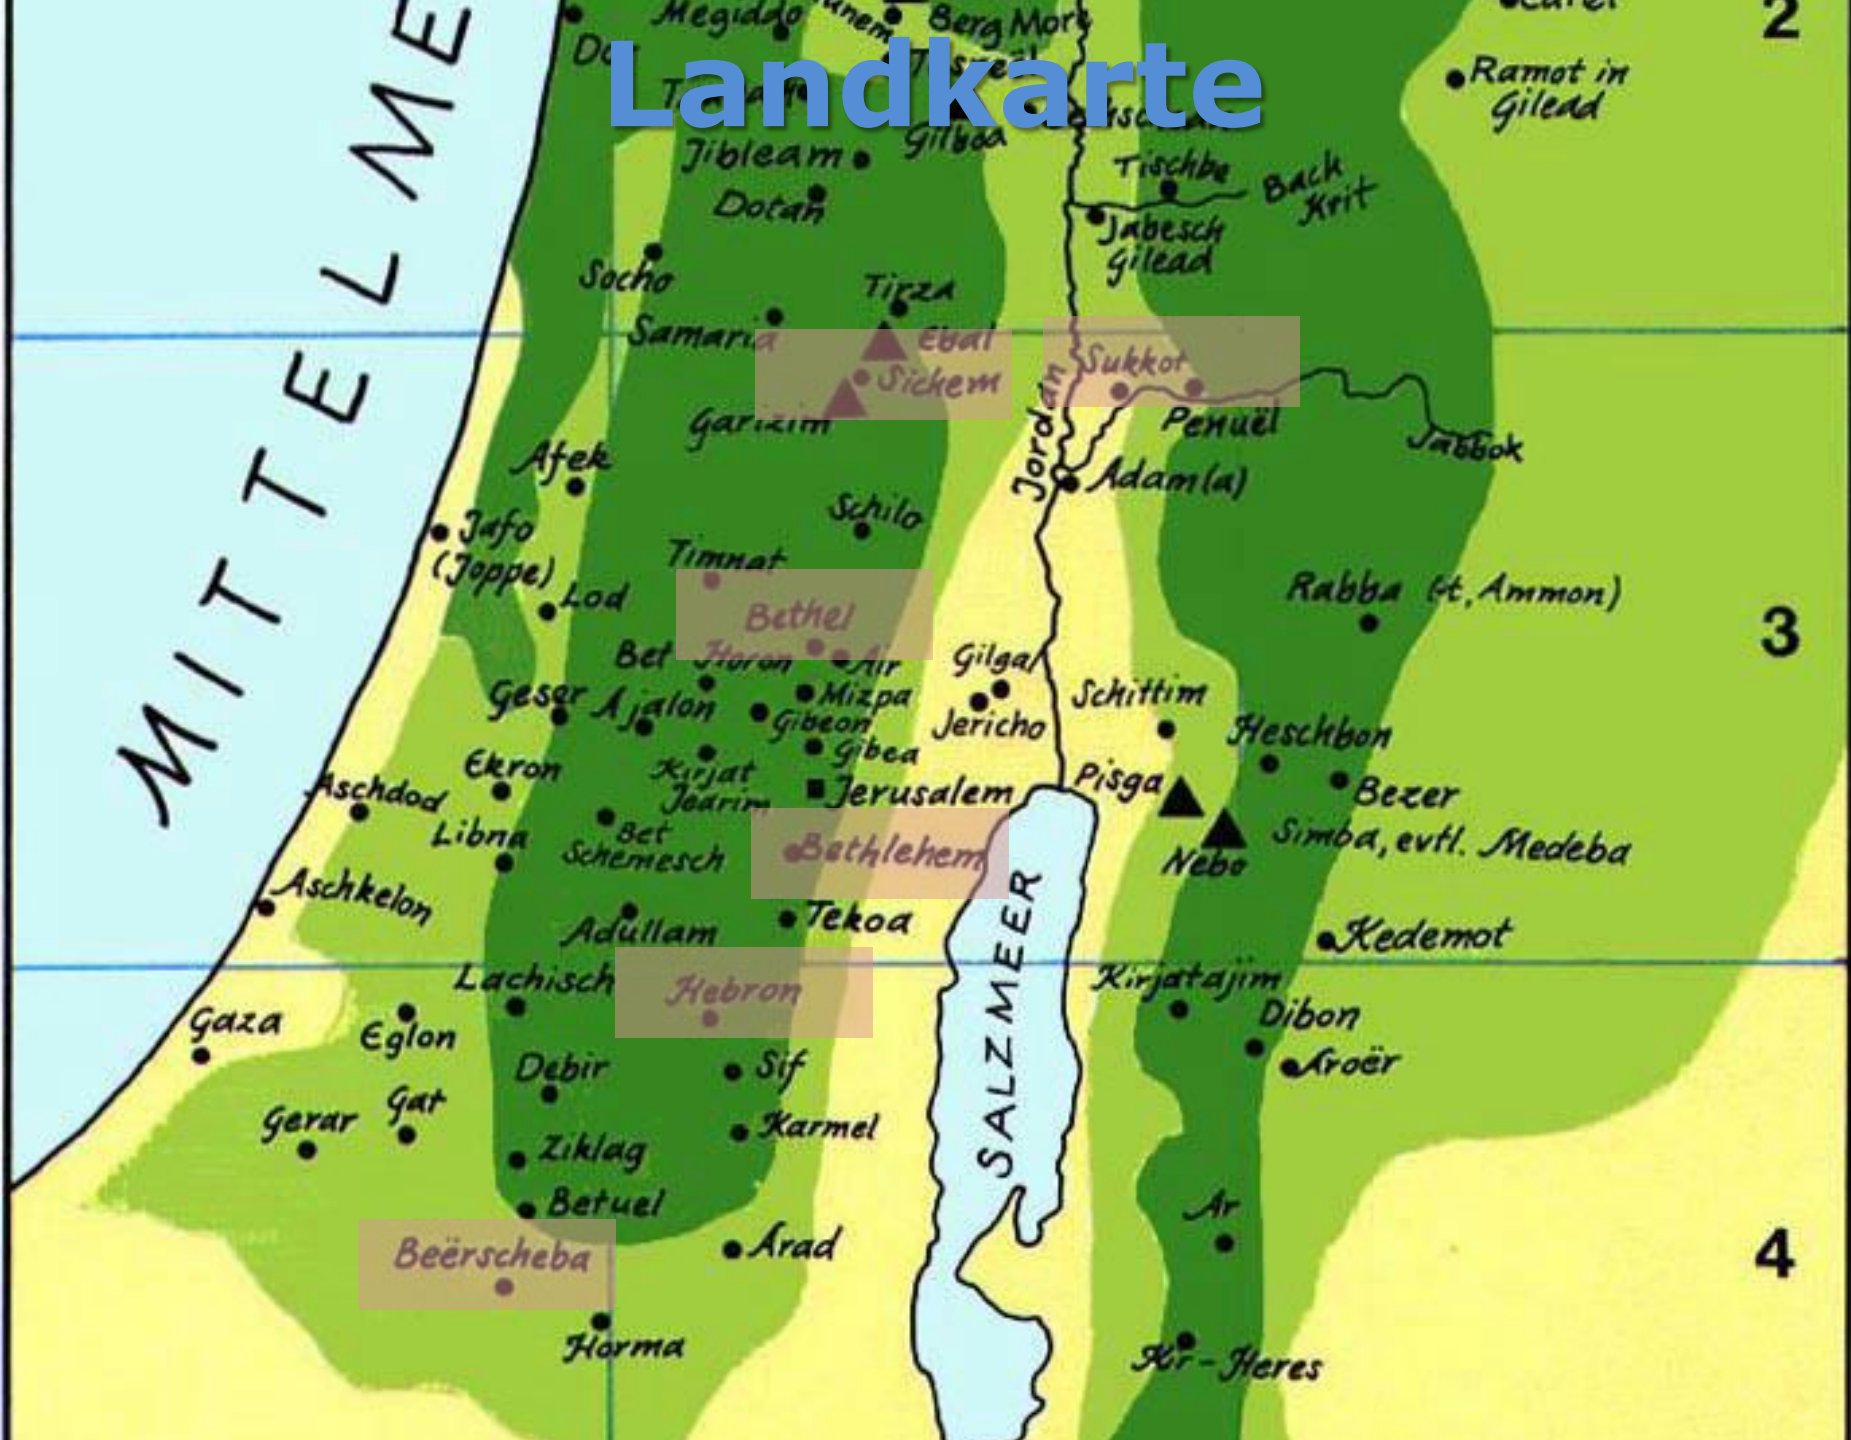 MITTELME
2
Megiddo
Berg
Landkarte
Ramot in
Gilead
Gilboa
Jibleam
Tischbe
Bach
Krit
Dotan
Jabesch
Gilead
Socho
Tirza
Samaria
Ebal
Sukkot
Sichem
Garizim
Penuël
Jordan
Jabbok
Afek
Adam(a)
Schilo
Jafo
(Joppe)
Timnat
Lod
Rabba
Ammon)
Bethel
3
Bet Horon
Gilgal
Geser
Ajalon
Mizpa
Schittim
Gibeon
Jericho
Heschbon
Gibea
Ekron
Kirjat
Jearim
Jerusalem
Pisga
Aschdod
Bezer
Libna
Bet
Schemesch
Bethlehem
Simba, evtl. Medeba
Nebo
Aschkelon
Adullam
Tekoa
Kedemot
SALZMEER
Lachisch
Hebron
Kirjatajim
Gaza
Eglon
Dibon
Debir
Sif
Aroër
Gat
Gerar
Karmel
Ziklag
Betuel
Ar
Beërscheba
Arad
4
Horma
Kir-Heres